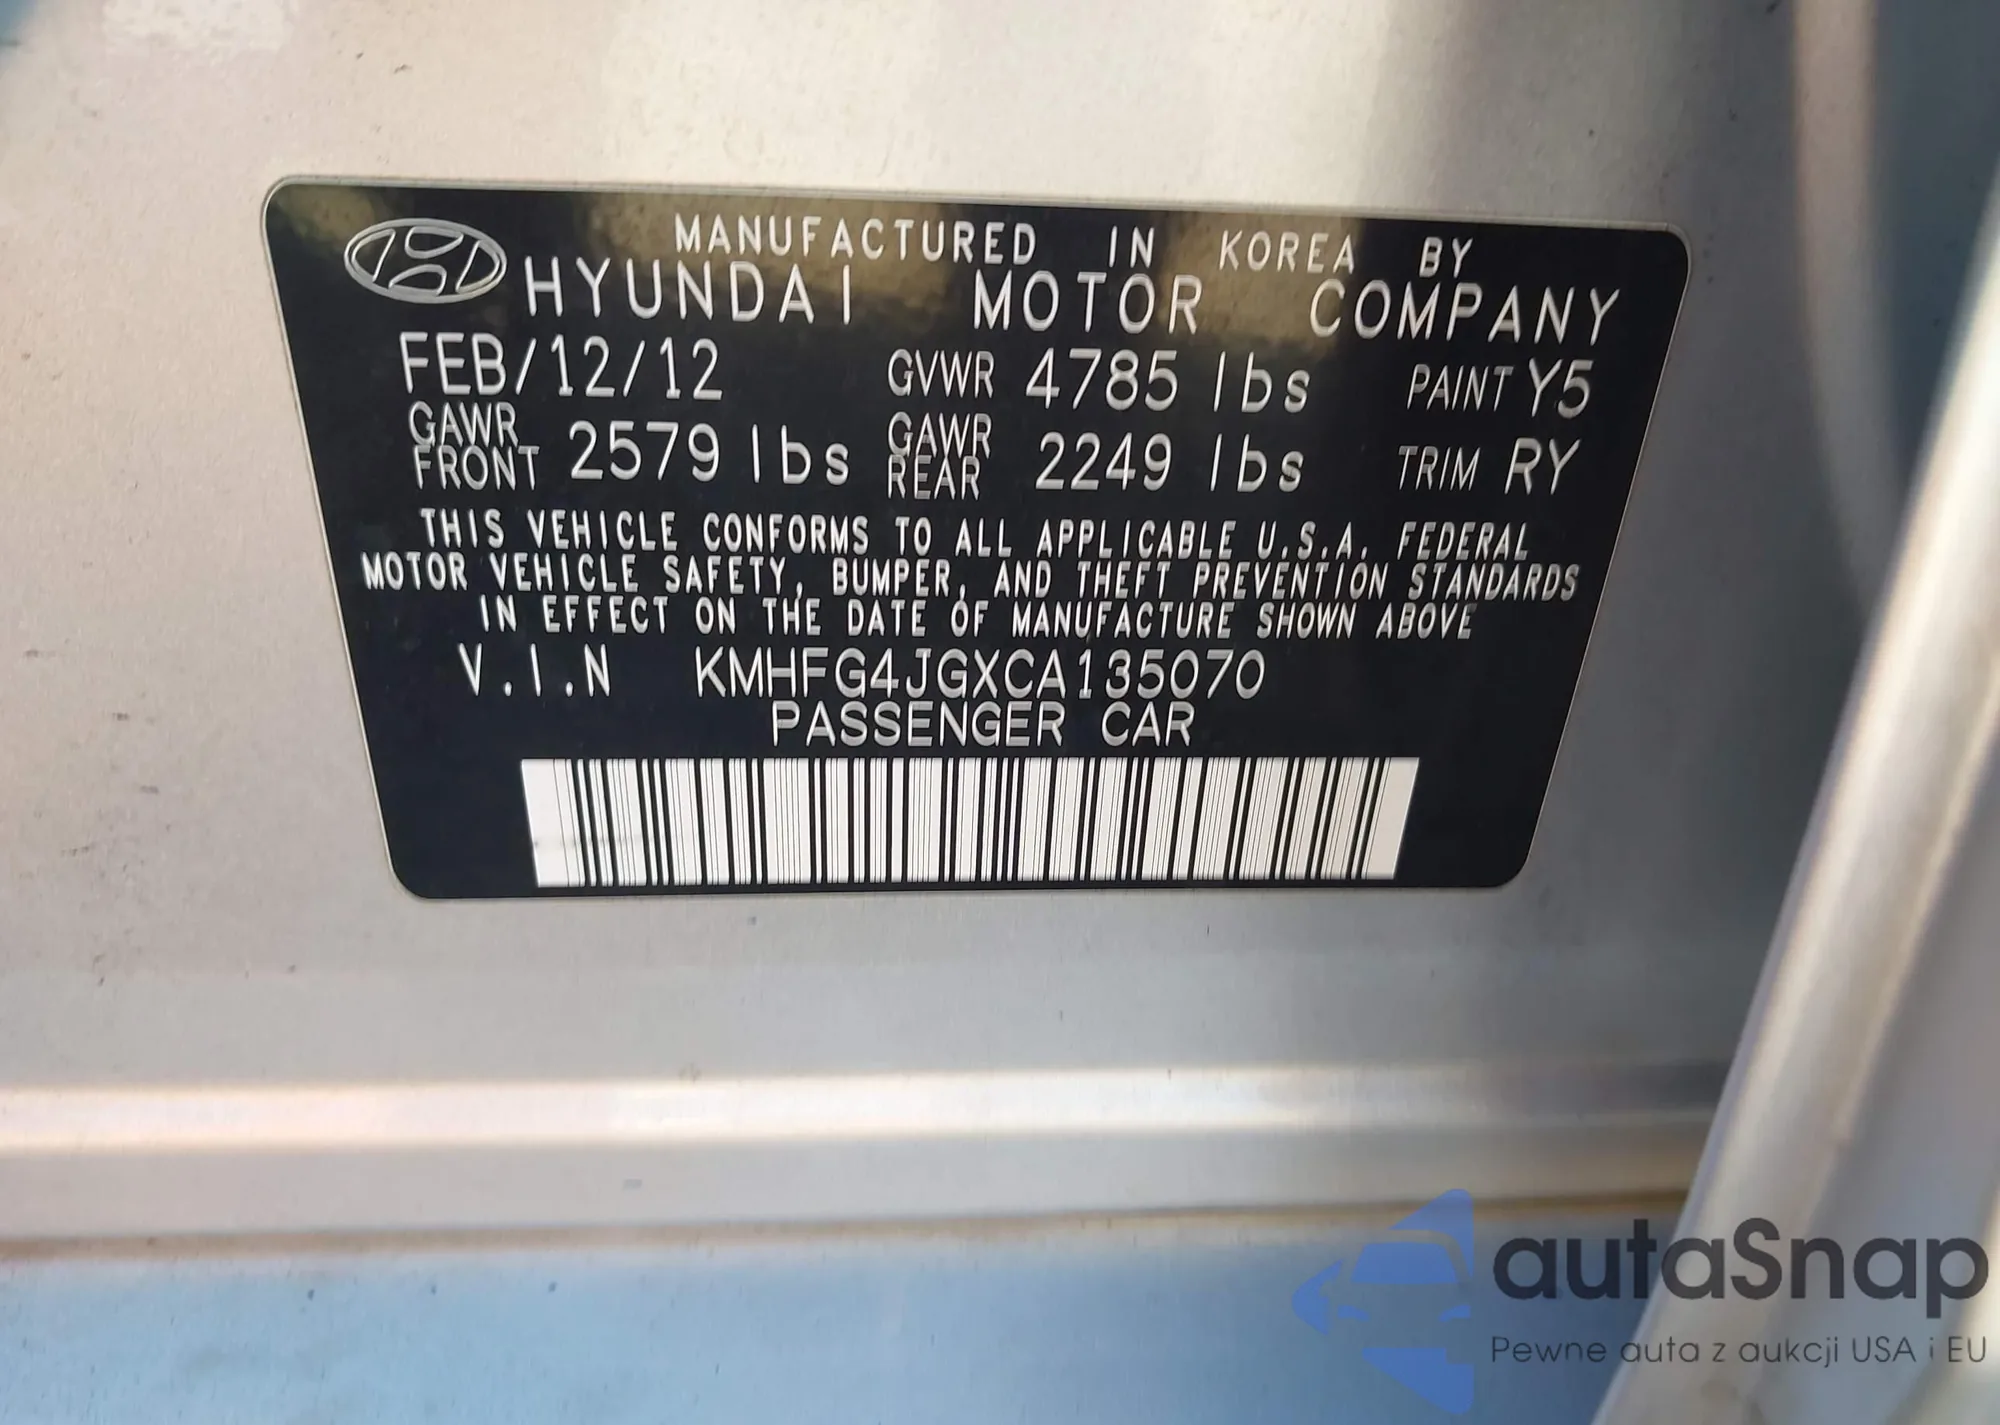 MANUFACTURED IN KOREA BY
HYUNDAI MOTOR COMPANY
FEB/12/12 GVWR 4785 lbs PAINT Y5
GAWR FRONT 2579 lbs GAWR REAR 2249 lbs TRIM RY
THIS VEHICLE CONFORMS TO ALL APPLICABLE U.S.A. FEDERAL
MOTOR VEHICLE SAFETY, BUMPER, AND THEFT PREVENTION STANDARDS
IN EFFECT ON THE DATE OF MANUFACTURE SHOWN ABOVE
V.I.N KMHFG4JGXCA135070
PASSENGER CAR
autaSnap
Pewne auta z aukcji USA i EU